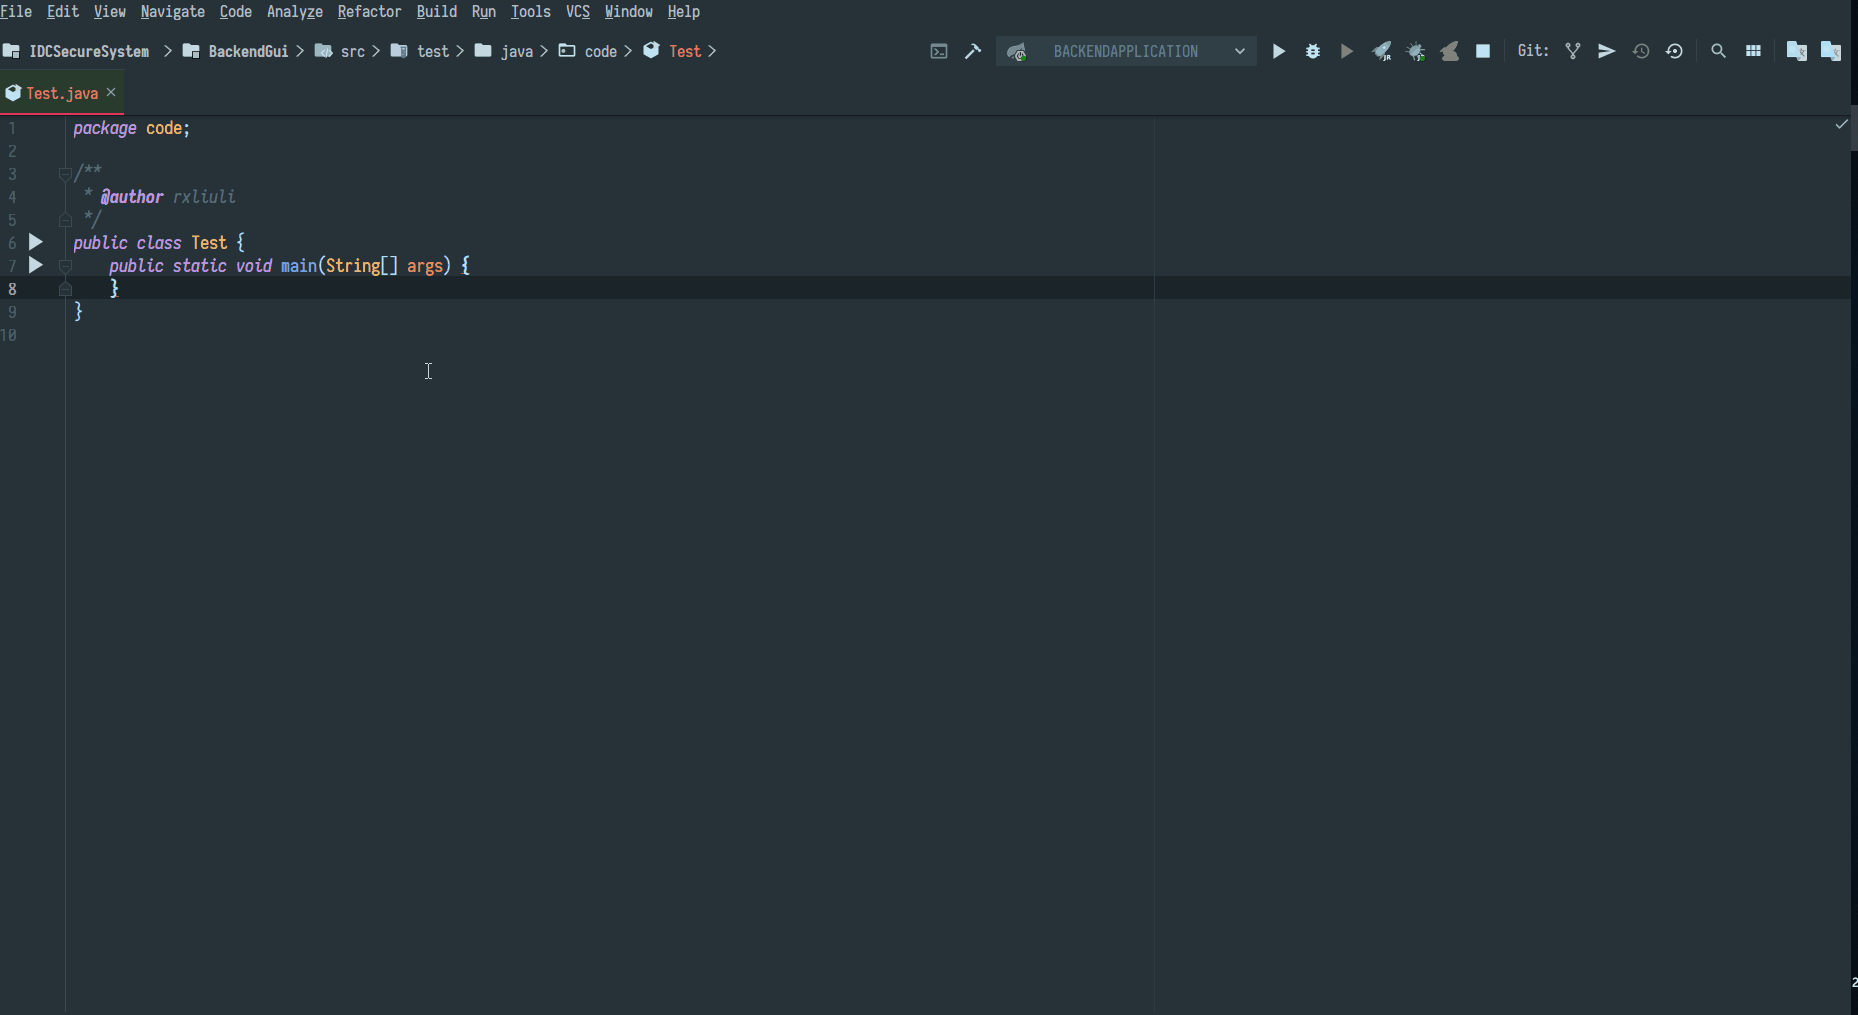 File Edit View Navigate Code Analyze Refactor Build Run Tools VCS Window Help
IDCSecureSystem > BackendGui > src > test > java > code > Test > BACKENDAPPLICATION Git:
Test.java ×
1 package code;
2
3 /**
4 * @author rxliuli
5 */
6 public class Test {
7 public static void main(String[] args) {
8 }
9 }
10
2